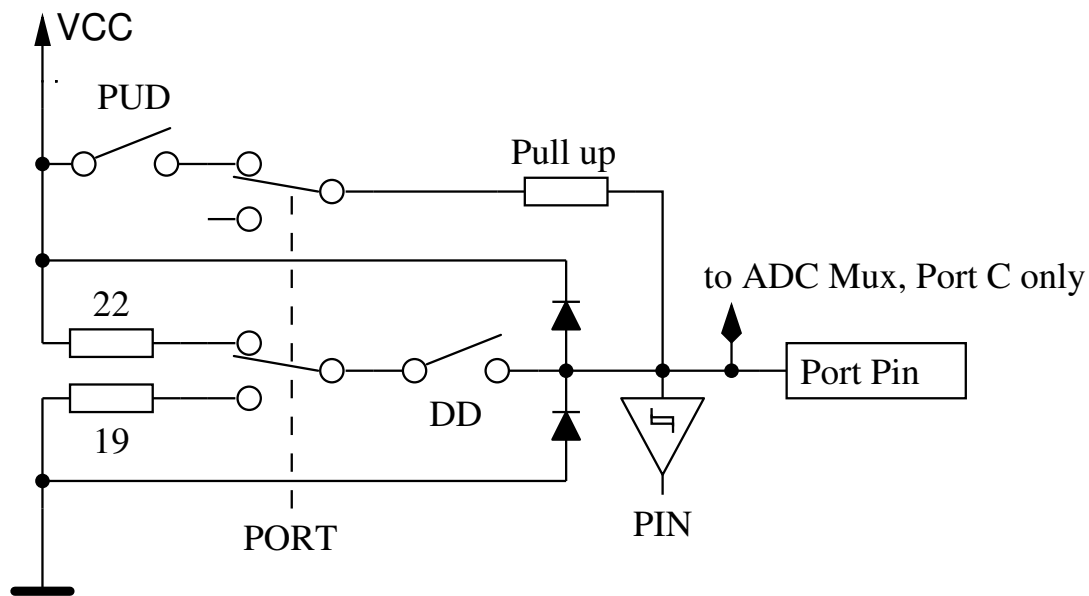 VCC
PUD
Pull up
to ADC Mux, Port C only
22
Port Pin
DD
19
PIN
PORT